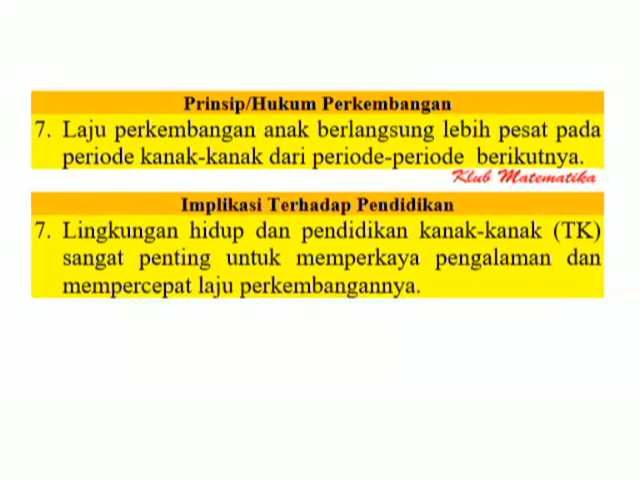 Prinsip/Hukum Perkembangan
7. Laju perkembangan anak berlangsung lebih pesat pada
periode kanak-kanak dari periode-periode berikutnya.
Klub Matematika
Implikasi Terhadap Pendidikan
7. Lingkungan hidup dan pendidikan kanak-kanak (TK)
sangat penting untuk memperkaya pengalaman dan
mempercepat laju perkembangannya.